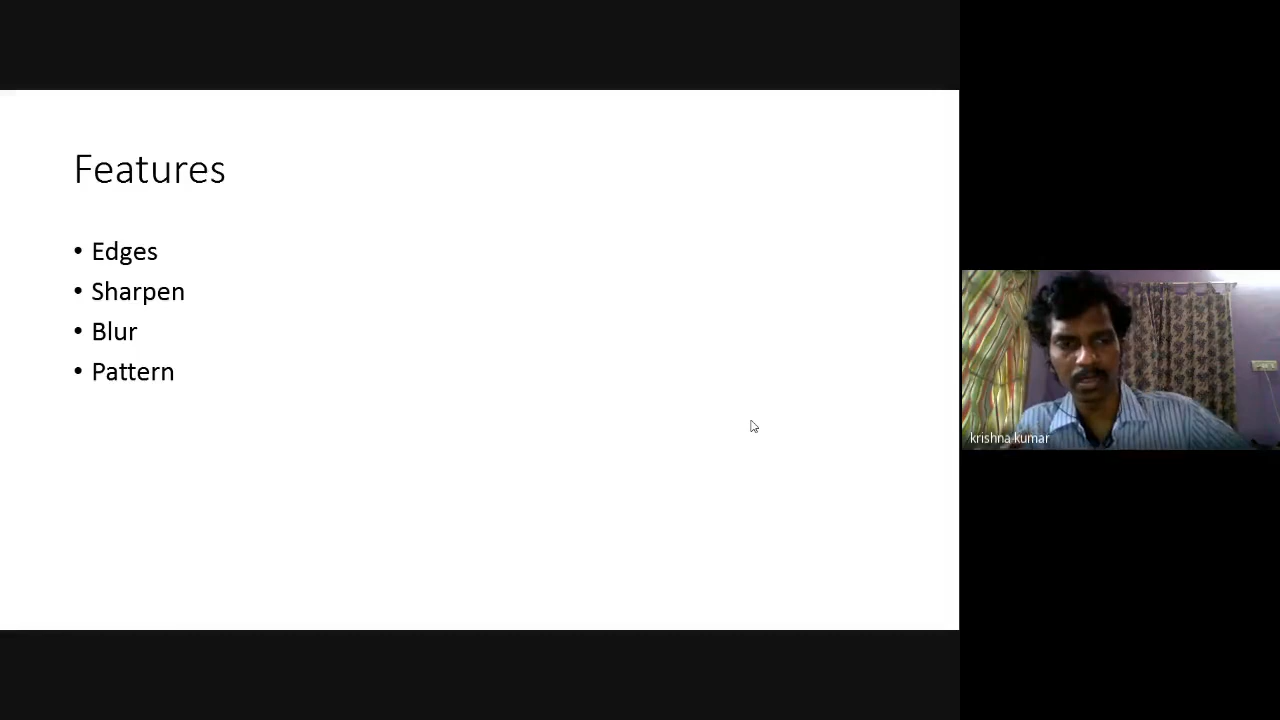 Features
• Edges
• Sharpen
• Blur
• Pattern
krishna kumar